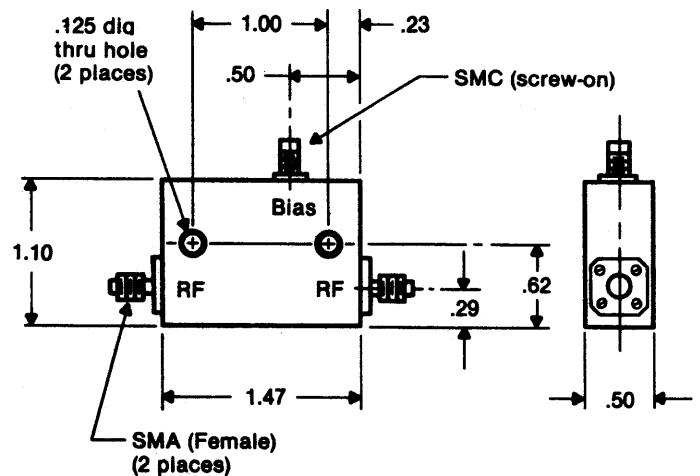 .125 dia
thru hole
(2 places)
1.00
.23
.50
SMC (screw-on)
Bias
1.10
RF
RF
.62
.29
1.47
.50
SMA (Female)
(2 places)